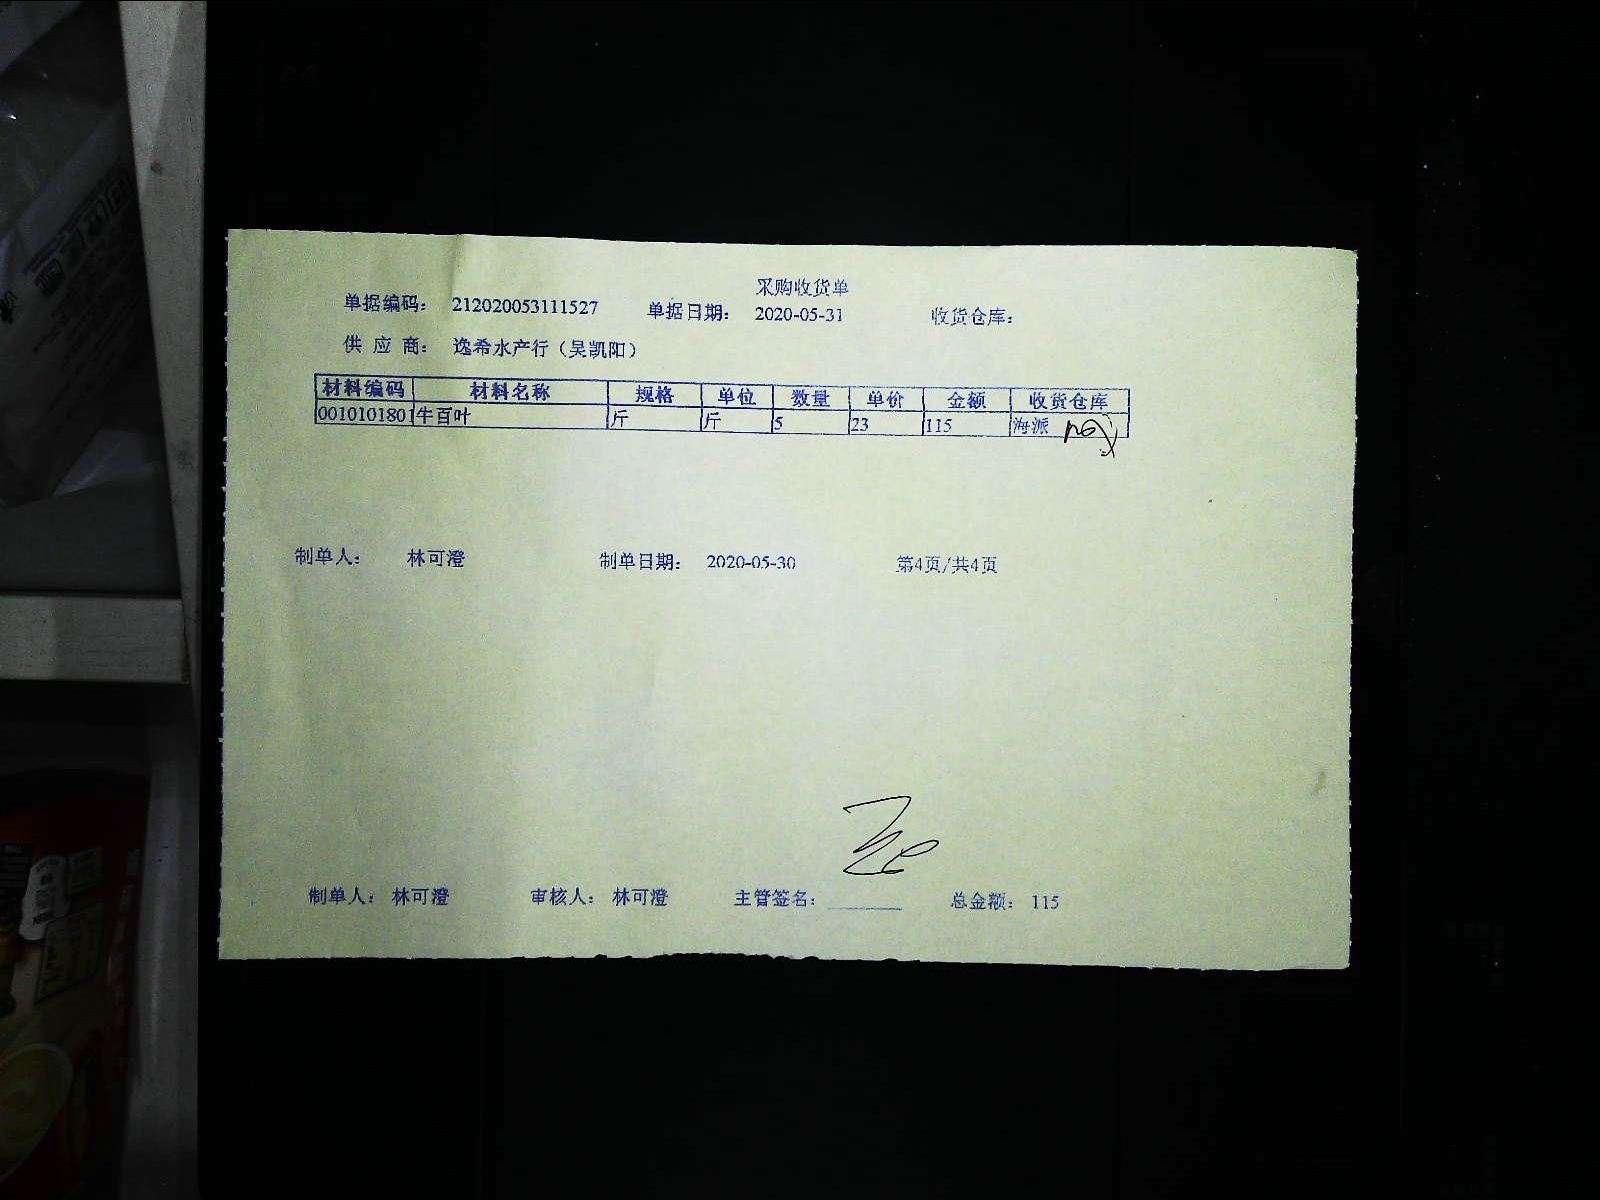 采购收货单
单据编码： 212020053111527 单据日期： 2020-05-31 收货仓库：
供 应 商： 逸希水产行（吴凯阳）
材料编码 材料名称 规格 单位 数量 单价 金额 收货仓库
0010101801 牛百叶 斤 斤 5 23 115 海派
制单人： 林可澄 制单日期： 2020-05-30 第4页/共4页
制单人： 林可澄 审核人： 林可澄 主管签名： 总金额： 115